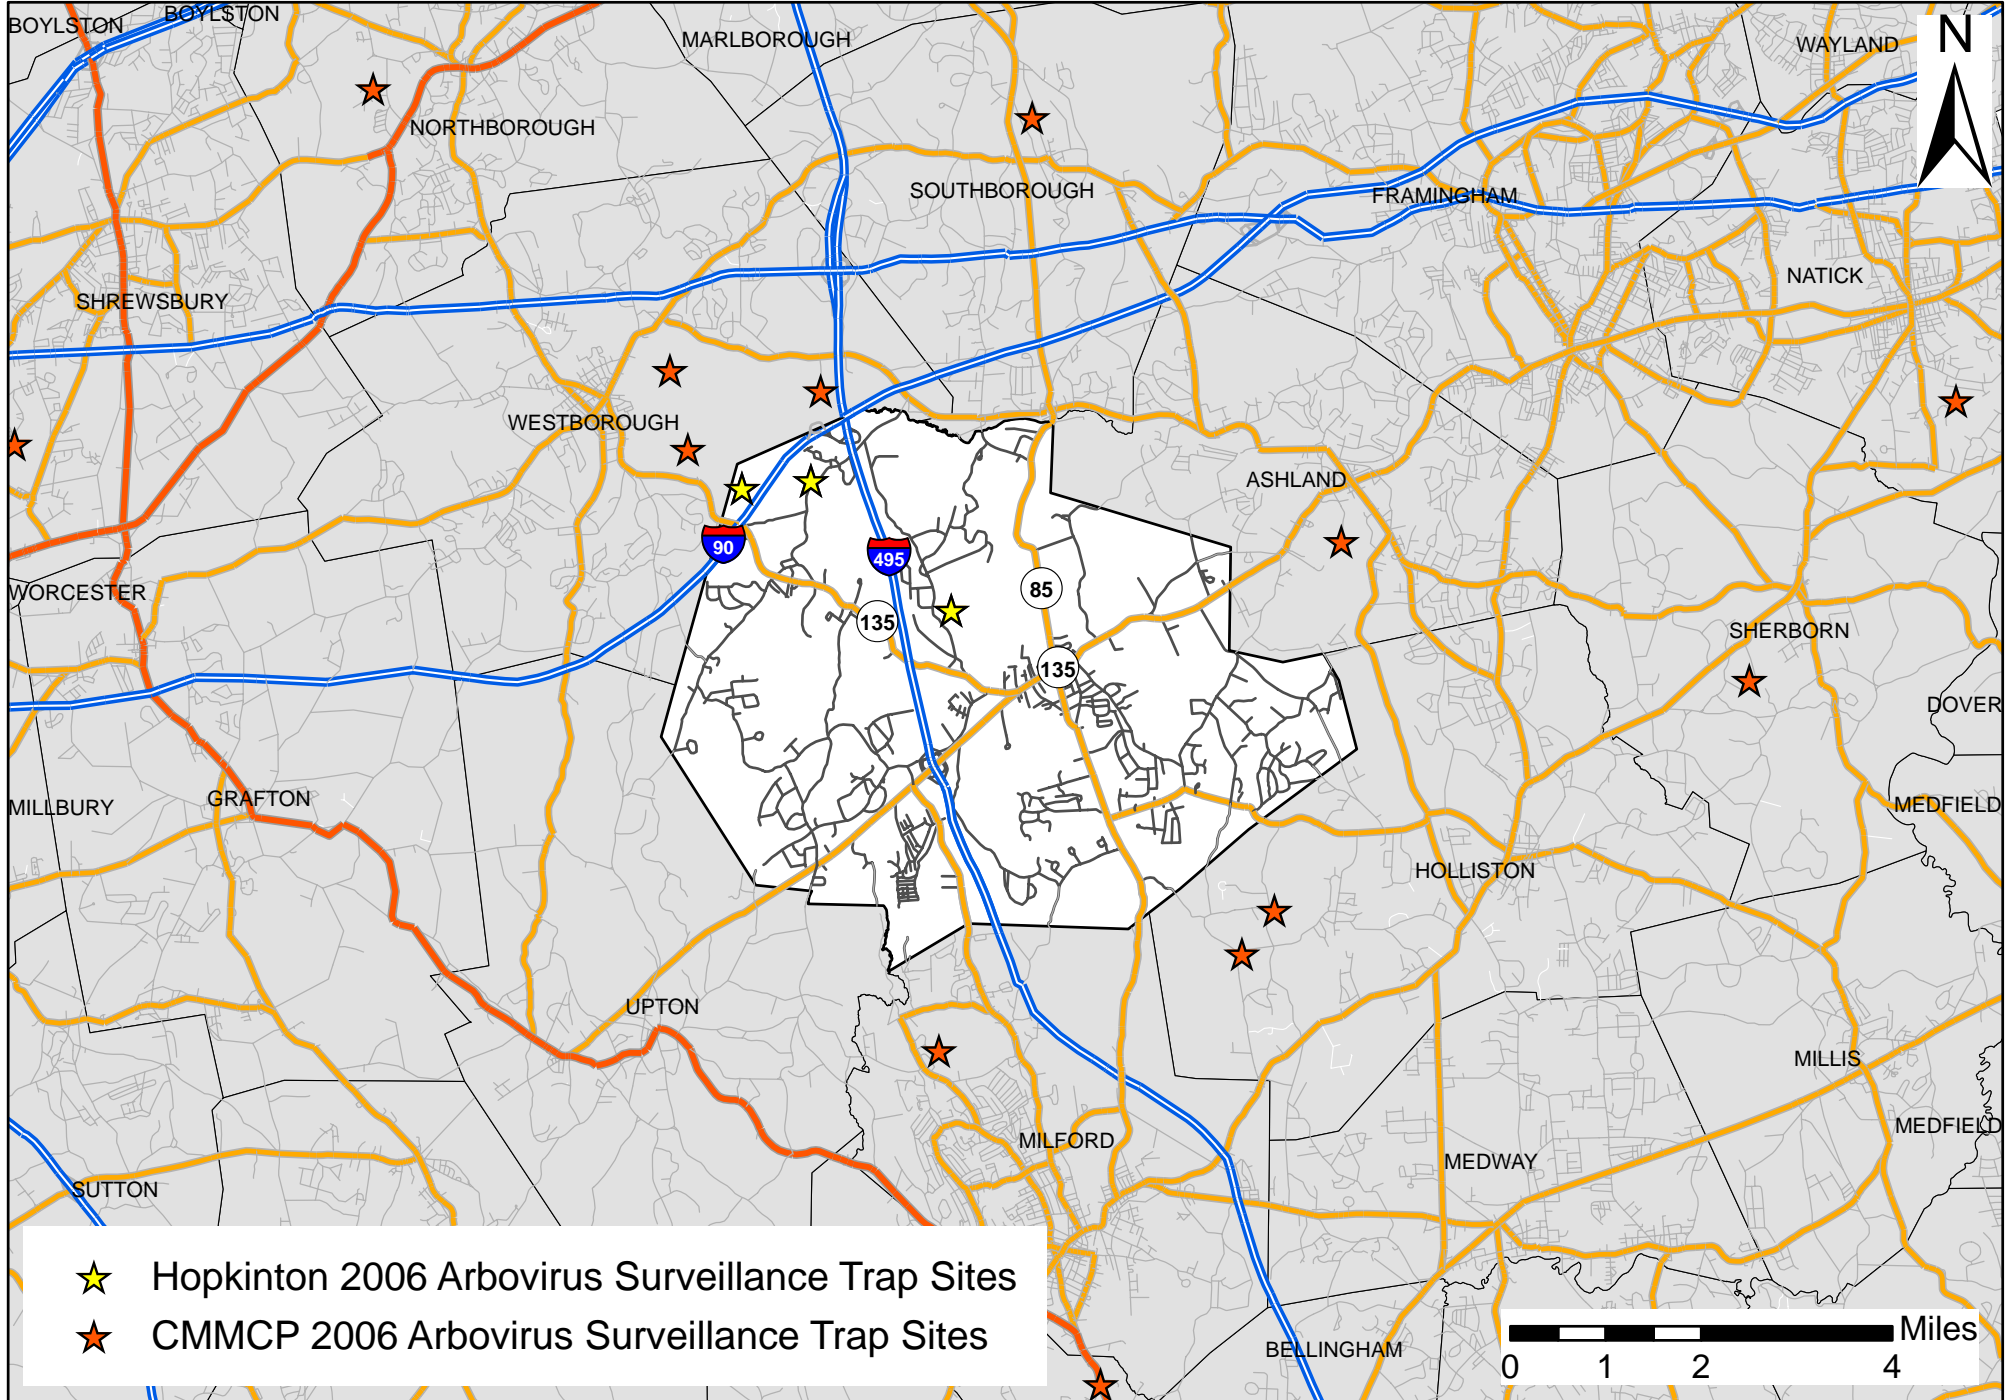 BOYLSTON
BOYLSTON
MARLBOROUGH
WAYLAND
N
NORTHBOROUGH
SOUTHBOROUGH
FRAMINGHAM
NATICK
SHREWSBURY
WESTBOROUGH
ASHLAND
90
495
85
WORCESTER
135
SHERBORN
135
DOVER
GRAFTON
MILLBURY
MEDFIELD
HOLLISTON
UPTON
MILLIS
MEDFIELD
MILFORD
MEDWAY
SUTTON
Hopkinton 2006 Arbovirus Surveillance Trap Sites
CMMCP 2006 Arbovirus Surveillance Trap Sites
BELLINGHAM
Miles
0 1 2 4